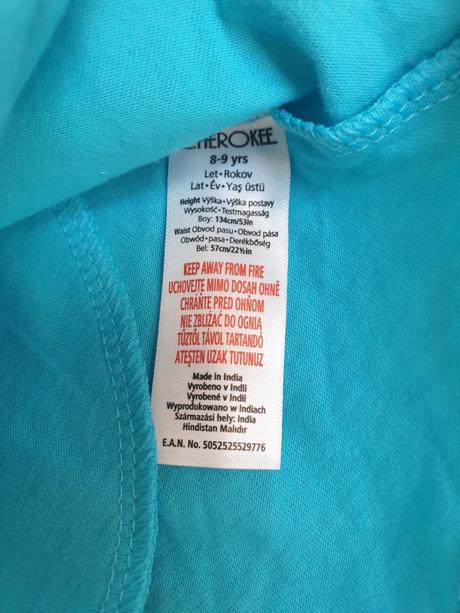 CHEROKEE
8-9 yrs
Let • Rokov
Lat • Év • Yaş üstü
Height Výška • Výška postavy
Wysokość • Testmagasság
Boy: 134cm/53in
Waist Obvod pasu • Obvod pása
Obwód • pasa • Derékbőség
Bel: 57cm/22½in
KEEP AWAY FROM FIRE
UCHOVEJTE MIMO DOSAH OHNĚ
CHRÁŇTE PRED OHŇOM
NIE ZBLIŻAĆ DO OGNIA
TŰZTŐL TÁVOL TARTANDÓ
ATEŞTEN UZAK TUTUNUZ
Made in India
Vyrobeno v Indii
Vyrobené v Indii
Wyprodukowano w Indiach
Származási hely: India
Hindistan Malıdır
E.A.N. No. 5052525529776